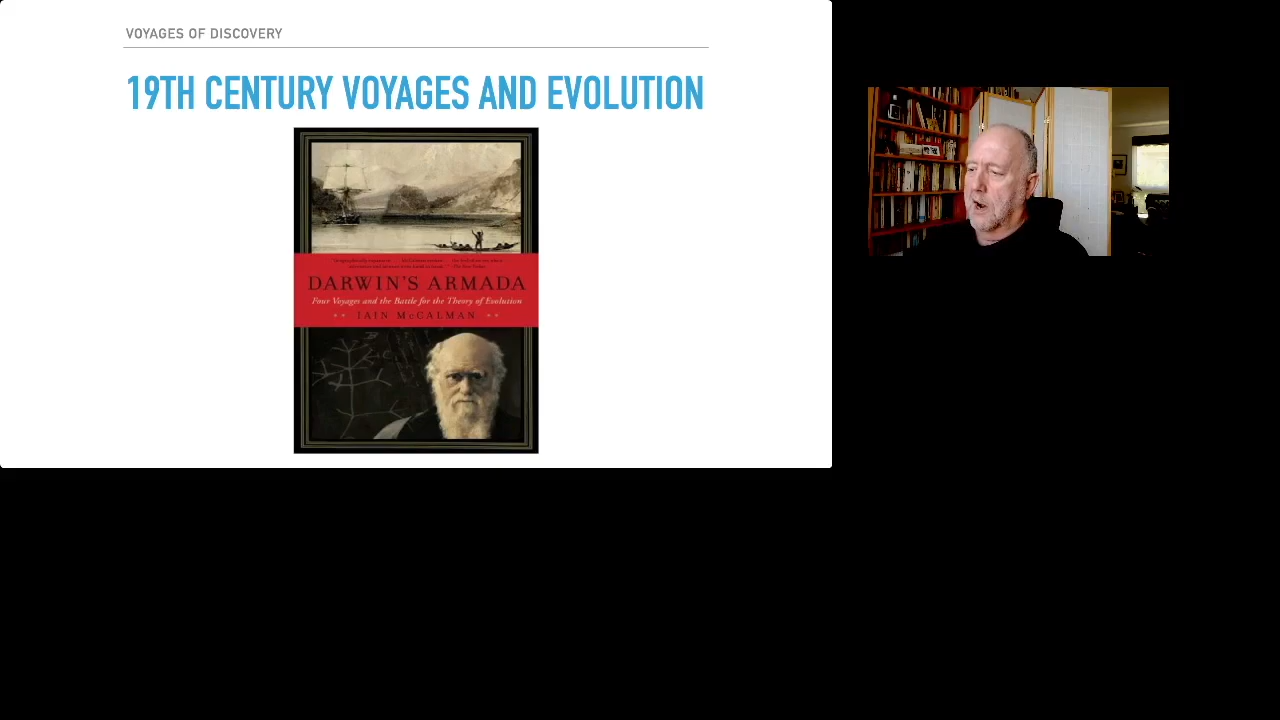 VOYAGES OF DISCOVERY
19TH CENTURY VOYAGES AND EVOLUTION
DARWIN'S ARMADA
Four Voyages and the Battle for the Theory of Evolution
IAIN McCALMAN